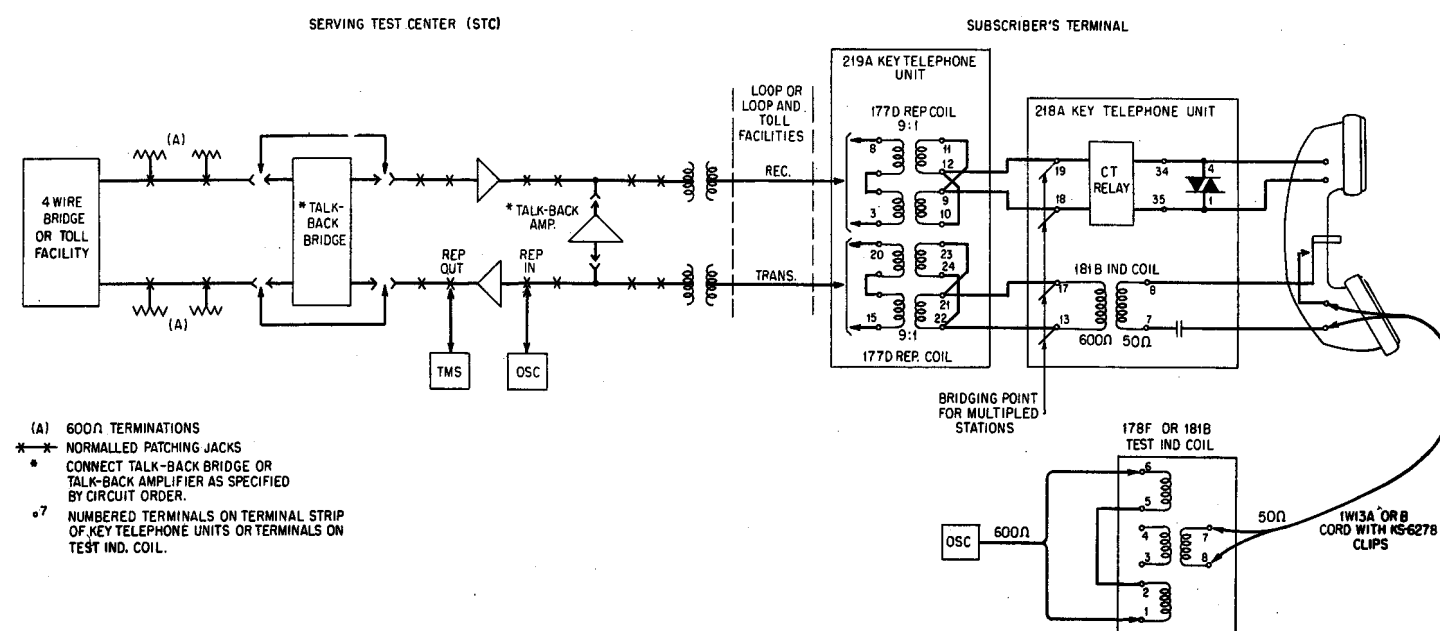 SERVING TEST CENTER (STC)
SUBSCRIBER'S TERMINAL
219A KEY TELEPHONE
UNIT
LOOP OR
LOOP AND
TOLL
FACILITIES
177D REP COIL
9:1
218A KEY TELEPHONE UNIT
(A)
8
11
12
9
10
3
4 WIRE
BRIDGE
OR TOLL
FACILITY
* TALK-
BACK
BRIDGE
* TALK-BACK
AMP.
REC.
19
18
CT
RELAY
34
35
4
1
REP
OUT
REP
IN
TRANS.
20
23
24
21
22
15
9:1
177D REP. COIL
181B IND COIL
17
13
8
7
600Ω
50Ω
(A)
TMS
OSC
BRIDGING POINT
FOR MULTIPLED
STATIONS
(A) 600Ω TERMINATIONS
NORMALLED PATCHING JACKS
* CONNECT TALK-BACK BRIDGE OR
TALK-BACK AMPLIFIER AS SPECIFIED
BY CIRCUIT ORDER.
7 NUMBERED TERMINALS ON TERMINAL STRIP
OF KEY TELEPHONE UNITS OR TERMINALS ON
TEST IND. COIL.
178F OR 181B
TEST IND COIL
OSC
600Ω
6
5
4
3
2
1
7
8
50Ω
1W13A OR B
CORD WITH KS-6278
CLIPS